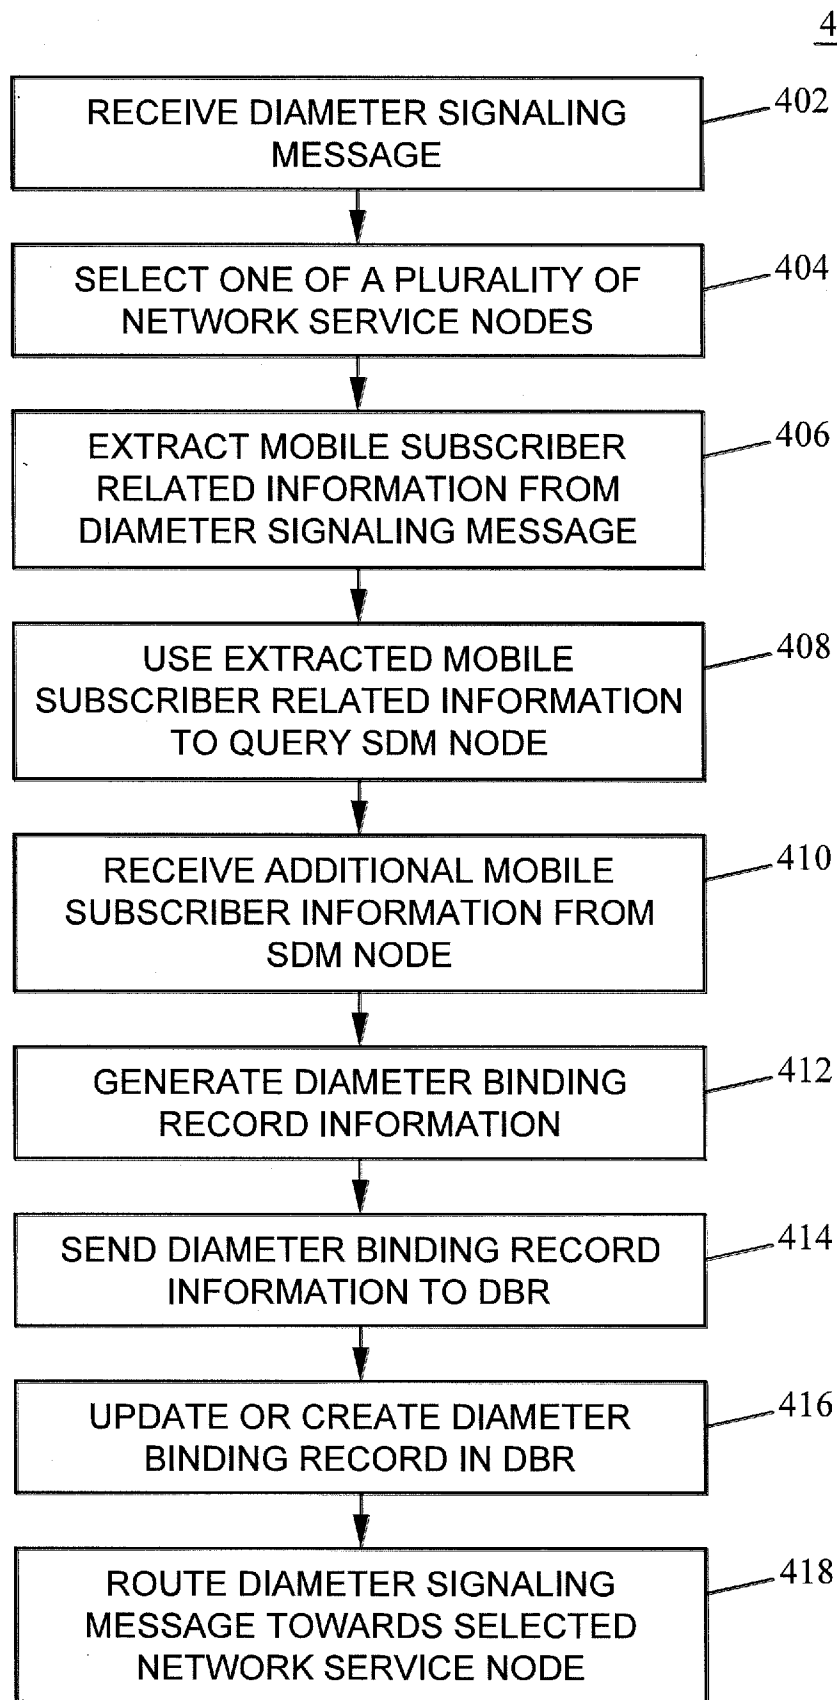 4
RECEIVE DIAMETER SIGNALING
MESSAGE
402
SELECT ONE OF A PLURALITY OF
NETWORK SERVICE NODES
404
EXTRACT MOBILE SUBSCRIBER
RELATED INFORMATION FROM
DIAMETER SIGNALING MESSAGE
406
USE EXTRACTED MOBILE
SUBSCRIBER RELATED INFORMATION
TO QUERY SDM NODE
408
RECEIVE ADDITIONAL MOBILE
SUBSCRIBER INFORMATION FROM
SDM NODE
410
GENERATE DIAMETER BINDING
RECORD INFORMATION
412
SEND DIAMETER BINDING RECORD
INFORMATION TO DBR
414
UPDATE OR CREATE DIAMETER
BINDING RECORD IN DBR
416
ROUTE DIAMETER SIGNALING
MESSAGE TOWARDS SELECTED
NETWORK SERVICE NODE
418